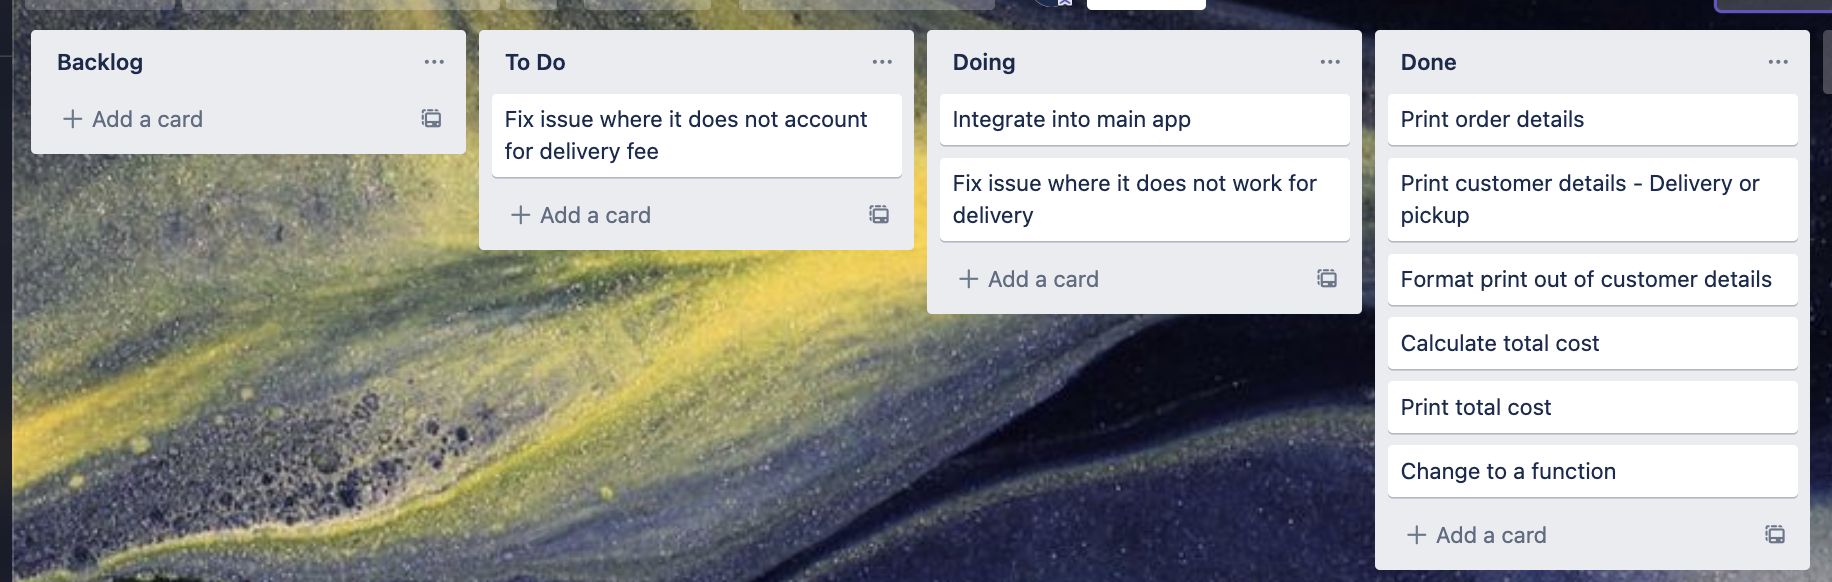 Backlog
Add a card
To Do
Fix issue where it does not account
for delivery fee
Add a card
Doing
Integrate into main app
Fix issue where it does not work for
delivery
Add a card
Done
Print order details
Print customer details - Delivery or
pickup
Format print out of customer details
Calculate total cost
Print total cost
Change to a function
Add a card